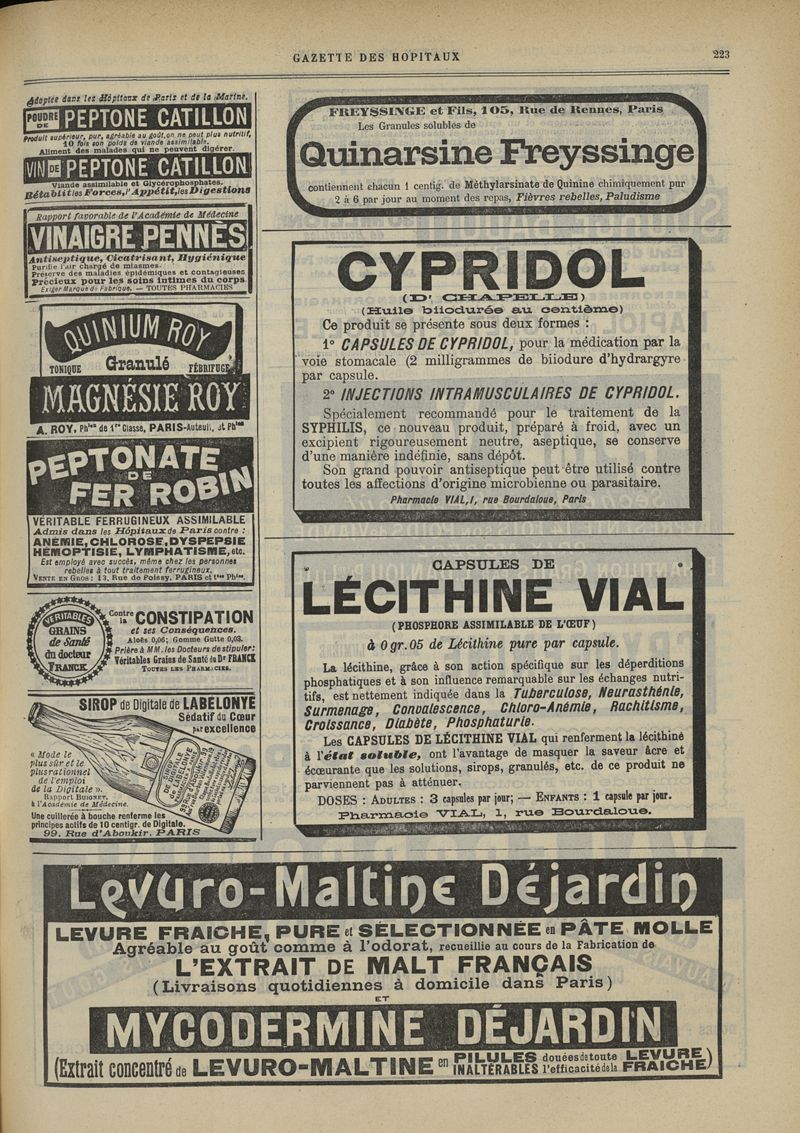 GAZETTE DES HOPITAUX
223
Adoptée dans les Hôpitaux de Paris et de la Marine.
POUDRE DE PEPTONE CATILLON
Produit supérieur, pur, agréable au goût, on ne peut plus nutritif,
10 fois son poids de viande assimilable.
Aliment des malades qui ne peuvent digérer.
VIN DE PEPTONE CATILLON
Viande assimilable et Glycérophosphates.
Rétablit les Forces, l'Appétit, les Digestions
Rapport favorable de l'Académie de Médecine
VINAIGRE PENNÈS
Antiseptique, Cicatrisant, Hygiénique
Purifie l'air chargé de miasmes.
Préserve des maladies épidémiques et contagieuses
Précieux pour les soins intimes du corps
Exiger Marque de Fabrique. — TOUTES PHARMACIES
QUINIUM ROY
TONIQUE Granulé FÉBRIFUGE
MAGNÉSIE ROY
A. ROY, Phien de 1re Classe, PARIS-Auteuil, et Phies
PEPTONATE
DE
FER ROBIN
VÉRITABLE FERRUGINEUX ASSIMILABLE
Admis dans les Hôpitaux de Paris contre :
ANÉMIE, CHLOROSE, DYSPEPSIE
HÉMOPTISIE, LYMPHATISME, etc.
Est employé avec succès, même chez les personnes
rebelles à tout traitement ferrugineux.
VENTE EN GROS : 13, Rue de Poissy, PARIS et ttes Phies.
VÉRITABLES
GRAINS
de Santé
du docteur
FRANCK
Contre la CONSTIPATION
et ses Conséquences.
Aloès 0,06; Gomme Gutte 0,03.
Prière à MM. les Docteurs de stipuler:
Véritables Grains de Santé du Dr FRANCK
TOUTES LES PHARMACIES.
SIROP de Digitale de LABELONYE
Sédatif du Cœur
par excellence
« Mode le
plus sûr et le
plus rationnel
de l'emploi
de la Digitale ».
Rapport BUIGNET,
à l'Académie de Médecine.
SIROP
DE DIGITALE
DE LABELONYE
Une cuillerée à bouche renferme les
principes actifs de 10 centigr. de Digitale.
99, Rue d'Aboukir, PARIS
FREYSSINGE et Fils, 105, Rue de Rennes, Paris
Les Granules solubles de
Quinarsine Freyssinge
contiennent chacun 1 centig. de Méthylarsinate de Quinine chimiquement pur
2 à 6 par jour au moment des repas, Fièvres rebelles, Paludisme
CYPRIDOL
(D' CHAPELLE)
(Huile biiodurée au centième)
Ce produit se présente sous deux formes :
1° CAPSULES DE CYPRIDOL, pour la médication par la
voie stomacale (2 milligrammes de biiodure d'hydrargyre
par capsule.
2° INJECTIONS INTRAMUSCULAIRES DE CYPRIDOL.
Spécialement recommandé pour le traitement de la
SYPHILIS, ce nouveau produit, préparé à froid, avec un
excipient rigoureusement neutre, aseptique, se conserve
d'une manière indéfinie, sans dépôt.
Son grand pouvoir antiseptique peut être utilisé contre
toutes les affections d'origine microbienne ou parasitaire.
Pharmacie VIAL, 1, rue Bourdaloue, Paris
CAPSULES DE
LÉCITHINE VIAL
(PHOSPHORE ASSIMILABLE DE L'ŒUF)
à 0 gr. 05 de Lécithine pure par capsule.
La lécithine, grâce à son action spécifique sur les déperditions
phosphatiques et à son influence remarquable sur les échanges nutri-
tifs, est nettement indiquée dans la Tuberculose, Neurasthénie,
Surmenage, Convalescence, Chloro-Anémie, Rachitisme,
Croissance, Diabète, Phosphaturie.
Les CAPSULES DE LÉCITHINE VIAL qui renferment la lécithine
à l'état soluble, ont l'avantage de masquer la saveur âcre et
écœurante que les solutions, sirops, granulés, etc. de ce produit ne
parviennent pas à atténuer.
DOSES : ADULTES : 3 capsules par jour; — ENFANTS : 1 capsule par jour.
Pharmacie VIAL, 1, rue Bourdaloue.
Levuro-Maltine Déjardin
LEVURE FRAICHE, PURE et SÉLECTIONNÉE en PÂTE MOLLE
Agréable au goût comme à l'odorat, recueillie au cours de la Fabrication de
L'EXTRAIT DE MALT FRANÇAIS
(Livraisons quotidiennes à domicile dans Paris)
ET
MYCODERMINE DÉJARDIN
(Extrait concentré de LEVURO-MALTINE en PILULES INALTÉRABLES douées de toute l'efficacité de la LEVURE FRAICHE)